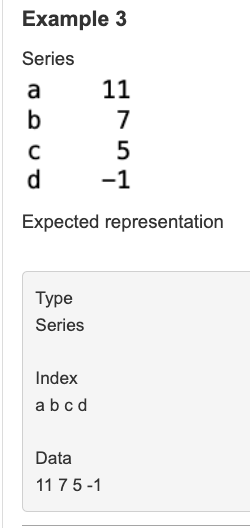 Example 3
Series
a 11
b 7
c 5
d −1
Expected representation
Type
Series
Index
a b c d
Data
11 7 5 -1